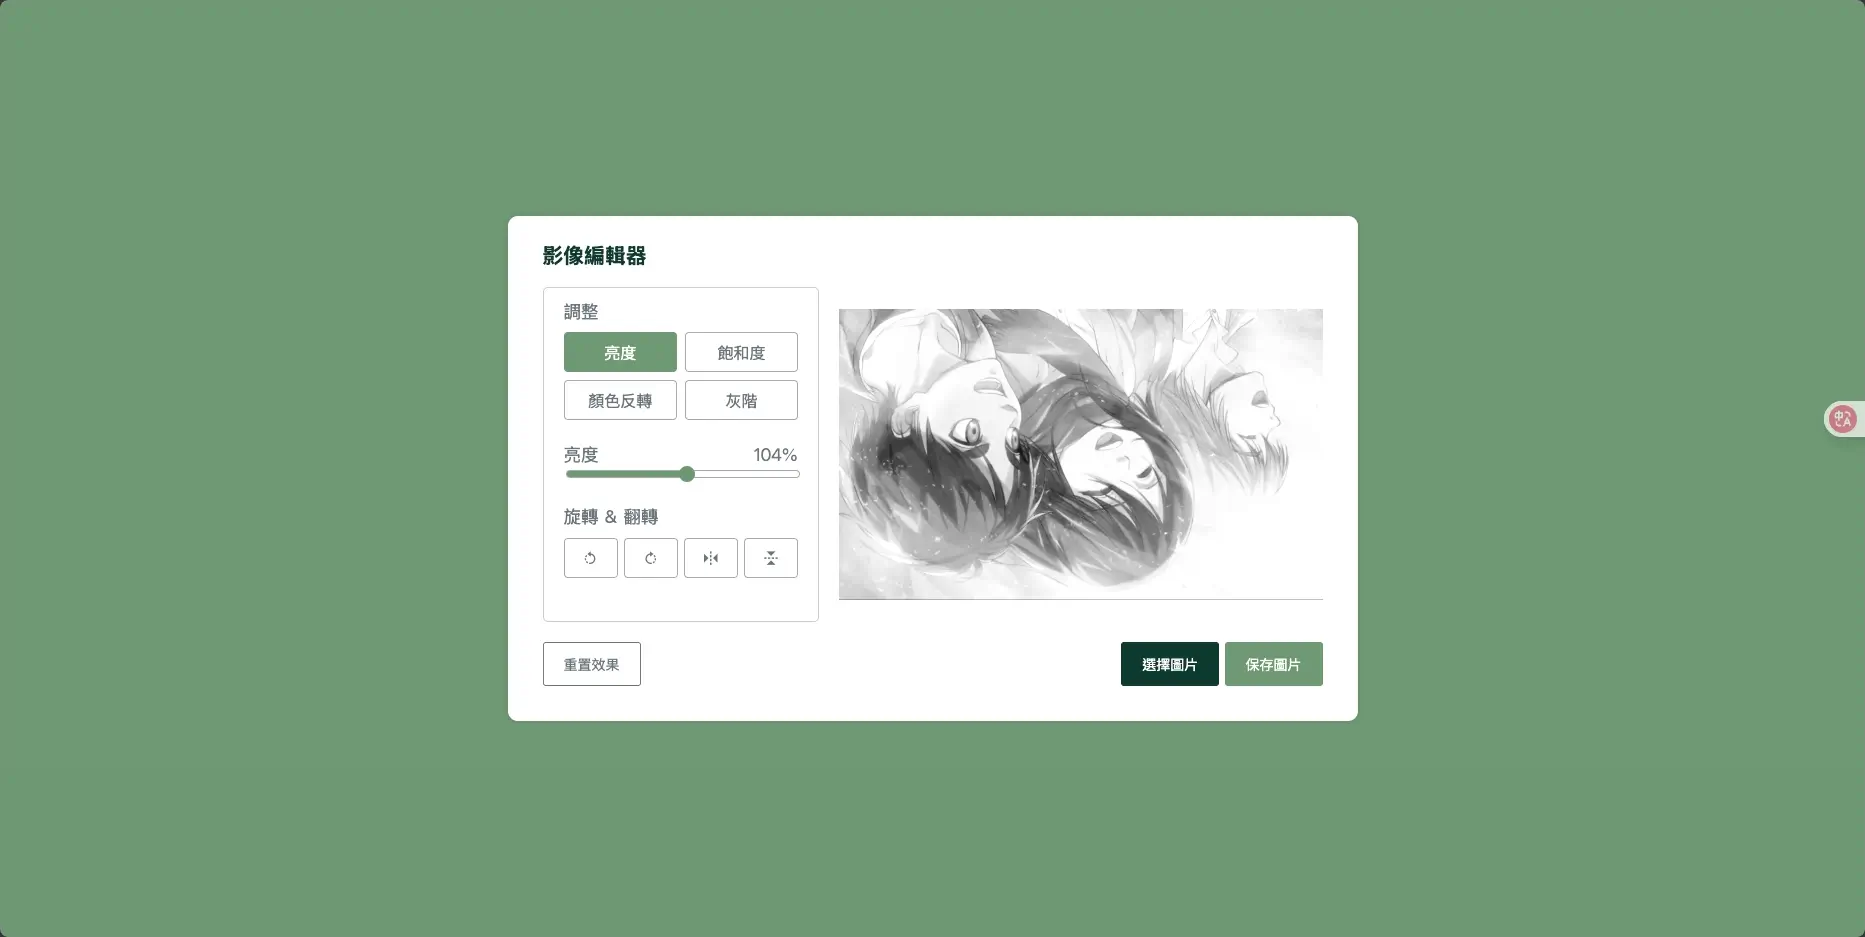 影像編輯器
調整
亮度 飽和度
顏色反轉 灰階
亮度 104%
旋轉 & 翻轉
重置效果 選擇圖片 保存圖片
中 A